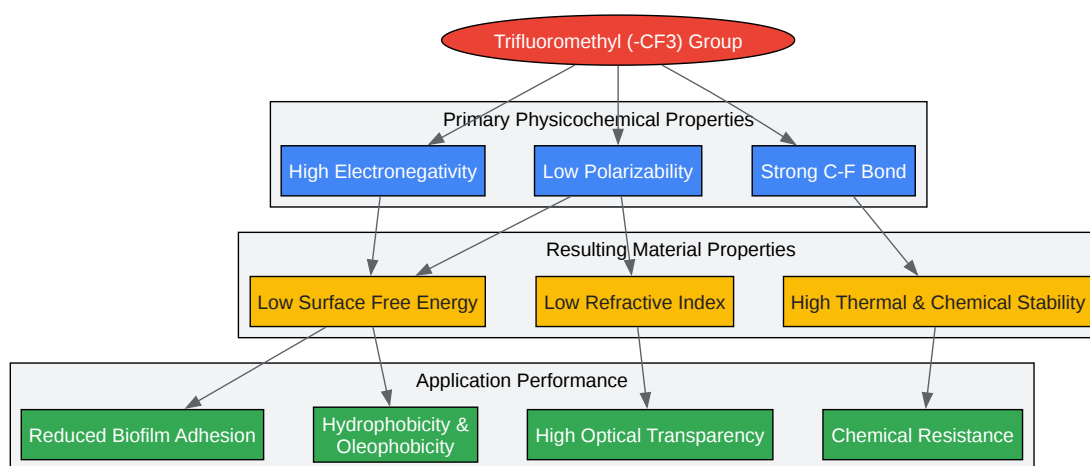 Trifluoromethyl (-CF3) Group
Primary Physicochemical Properties
High Electronegativity
Low Polarizability
Strong C-F Bond
Resulting Material Properties
Low Surface Free Energy
Low Refractive Index
High Thermal & Chemical Stability
Application Performance
Reduced Biofilm Adhesion
Hydrophobicity &
Oleophobicity
High Optical Transparency
Chemical Resistance